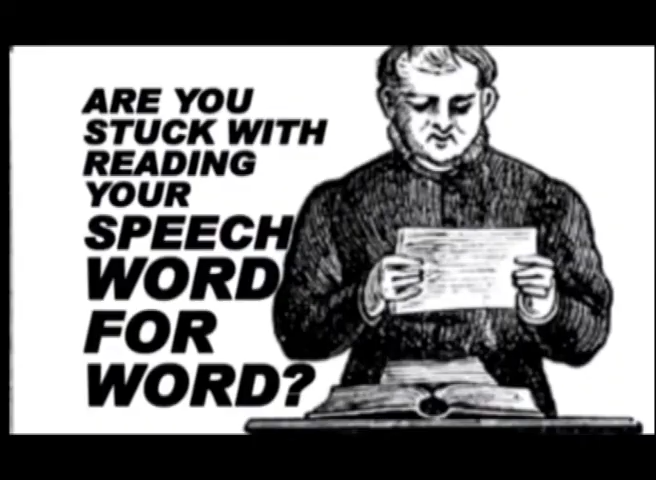 ARE YOU
STUCK WITH
READING
YOUR
SPEECH
WORD
FOR
WORD?